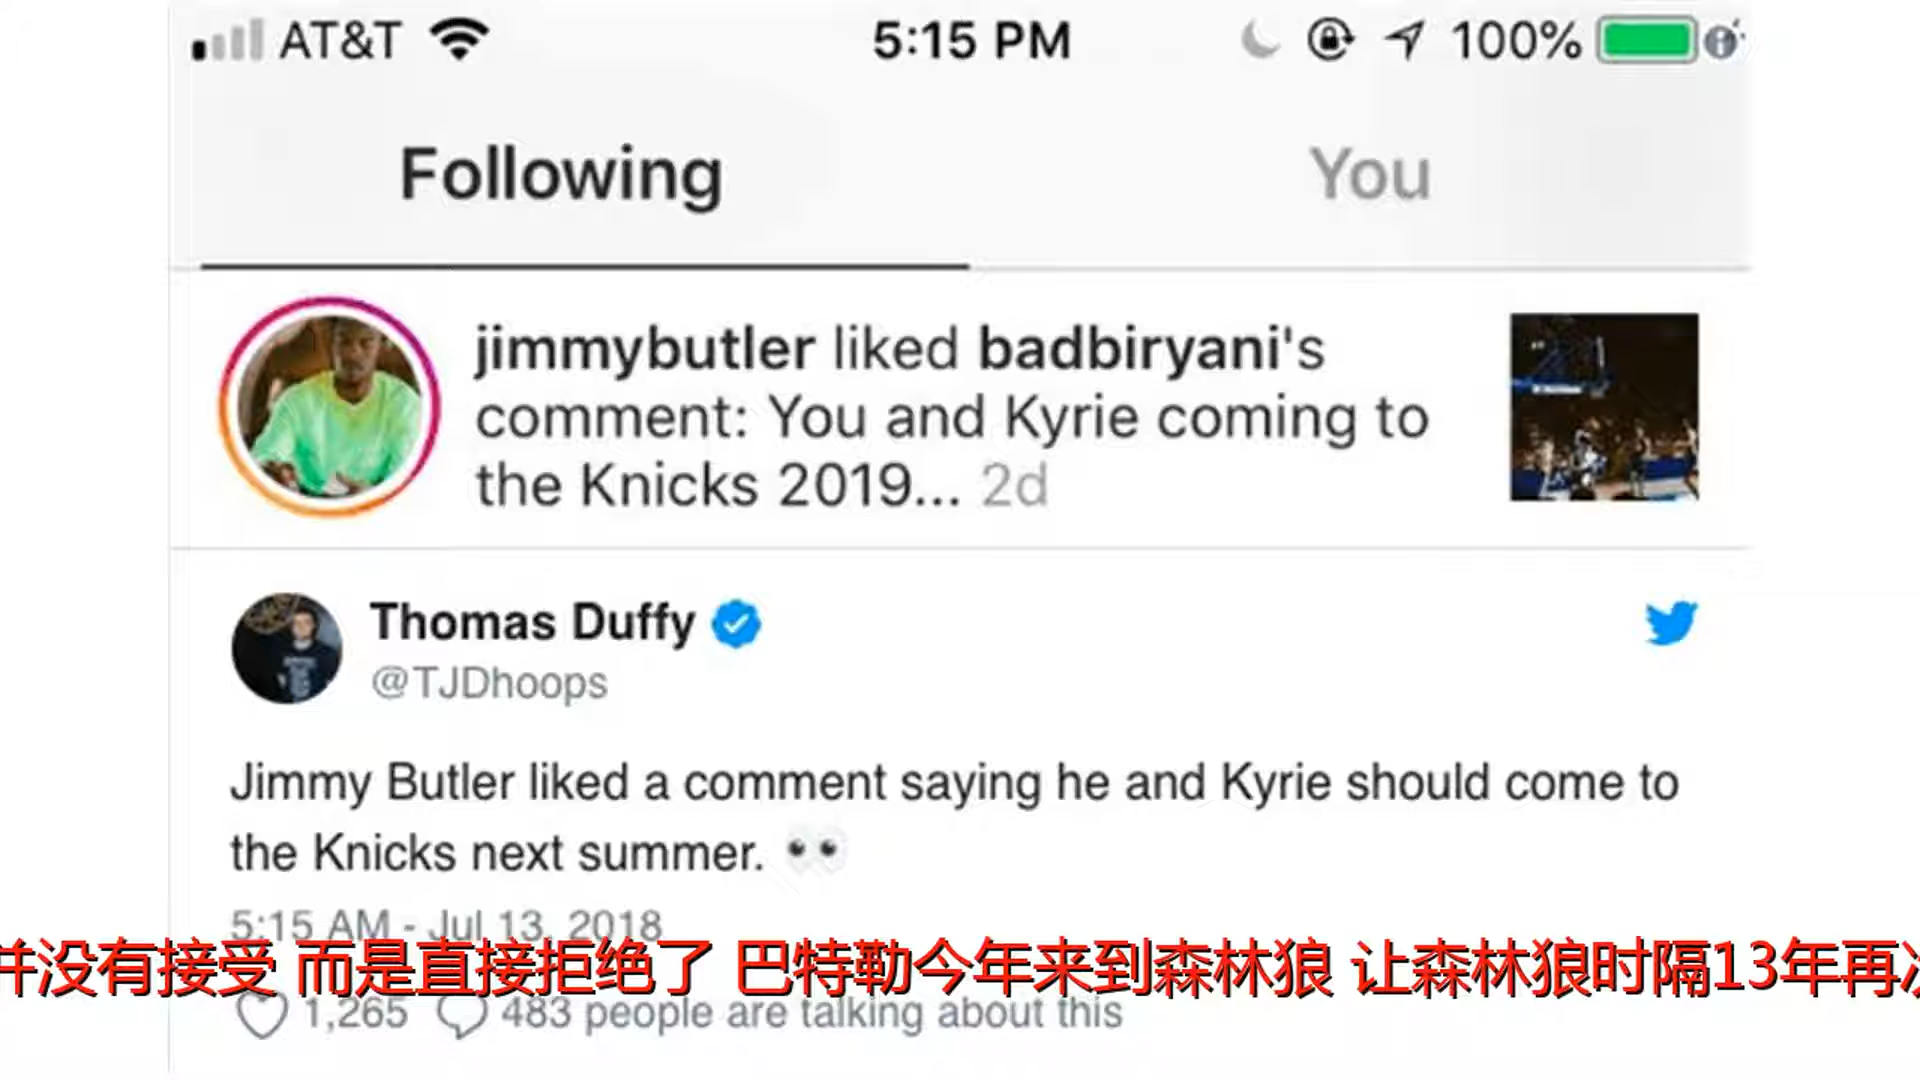 AT&T 5:15 PM 100%
Following You
jimmybutler liked badbiryani's
comment: You and Kyrie coming to
the Knicks 2019... 2d
Thomas Duffy
@TJDhoops
Jimmy Butler liked a comment saying he and Kyrie should come to
the Knicks next summer. 👀
5:15 AM - Jul 13, 2018
并没有接受 而是直接拒绝了 巴特勒今年来到森林狼 让森林狼时隔13年再次
1,265 483 people are talking about this